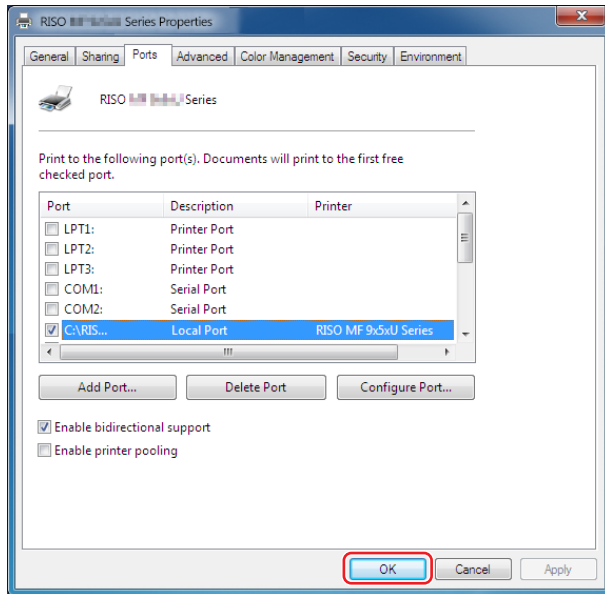 RISO Series Properties
General Sharing Ports Advanced Color Management Security Environment
RISO Series
Print to the following port(s). Documents will print to the first free
checked port.
Port Description Printer
LPT1: Printer Port
LPT2: Printer Port
LPT3: Printer Port
COM1: Serial Port
COM2: Serial Port
C:\RIS... Local Port RISO MF 9x5xU Series
Add Port... Delete Port Configure Port...
Enable bidirectional support
Enable printer pooling
OK Cancel Apply